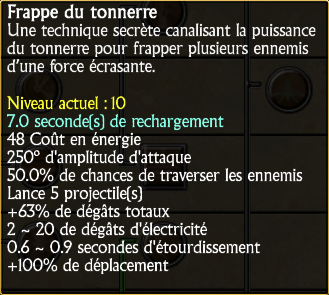 Frappe du tonnerre
Une technique secrète canalisant la puissance
du tonnerre pour frapper plusieurs ennemis
d'une force écrasante.
Niveau actuel : 10
7.0 seconde(s) de rechargement
48 Coût en énergie
250° d'amplitude d'attaque
50.0% de chances de traverser les ennemis
Lance 5 projectile(s)
+63% de dégâts totaux
2 ~ 20 de dégâts d'électricité
0.6 ~ 0.9 secondes d'étourdissement
+100% de déplacement